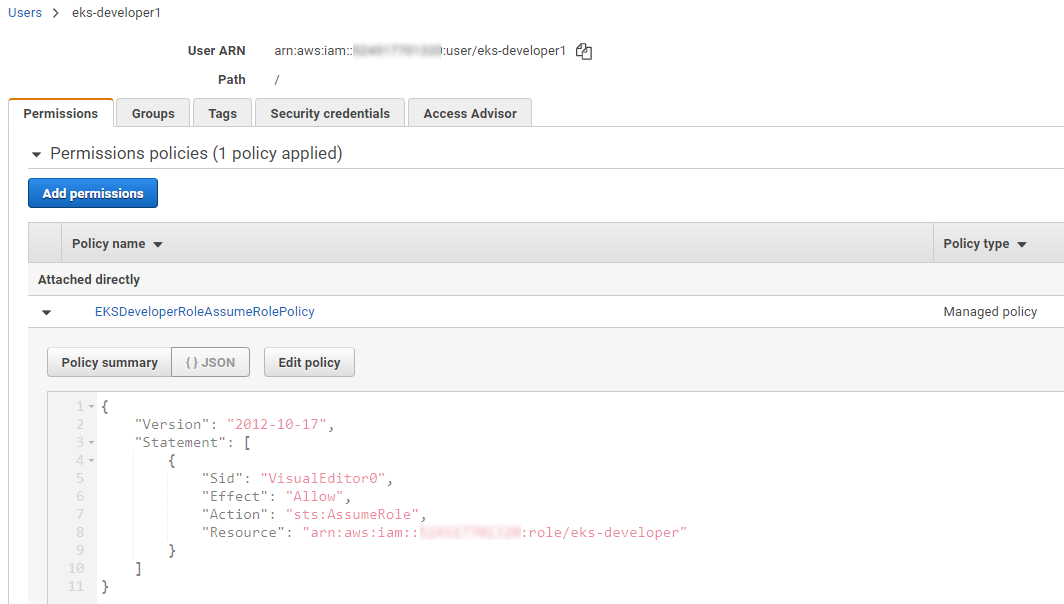 Users > eks-developer1
User ARN arn:aws:iam:: :user/eks-developer1
Path /
Permissions Groups Tags Security credentials Access Advisor
Permissions policies (1 policy applied)
Add permissions
Policy name Policy type
Attached directly
EKSDeveloperRoleAssumeRolePolicy Managed policy
Policy summary { } JSON Edit policy
1 {
2 "Version": "2012-10-17",
3 "Statement": [
4 {
5 "Sid": "VisualEditor0",
6 "Effect": "Allow",
7 "Action": "sts:AssumeRole",
8 "Resource": "arn:aws:iam:: :role/eks-developer"
9 }
10 ]
11 }